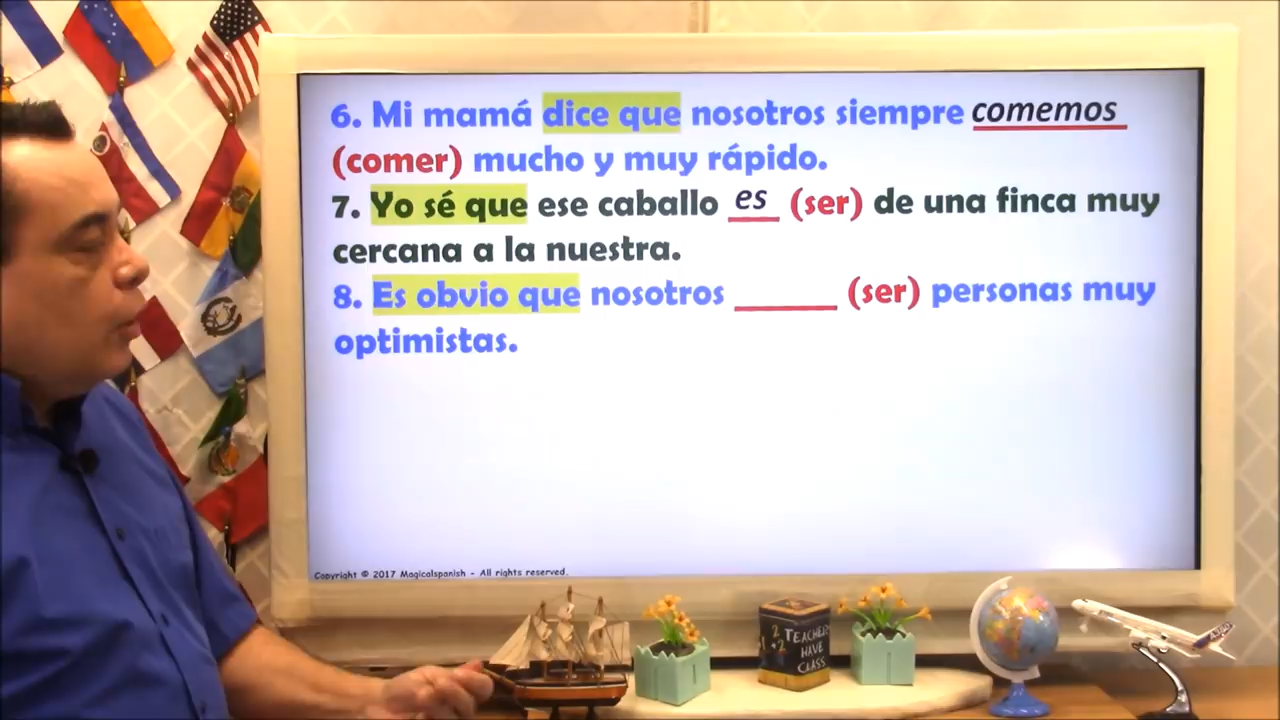 6. Mi mamá dice que nosotros siempre comemos
(comer) mucho y muy rápido.
7. Yo sé que ese caballo es (ser) de una finca muy
cercana a la nuestra.
8. Es obvio que nosotros ______ (ser) personas muy
optimistas.
Copyright © 2017 Magicalspanish - All rights reserved.
2
TEACHERS
HAVE
CLASS
A350